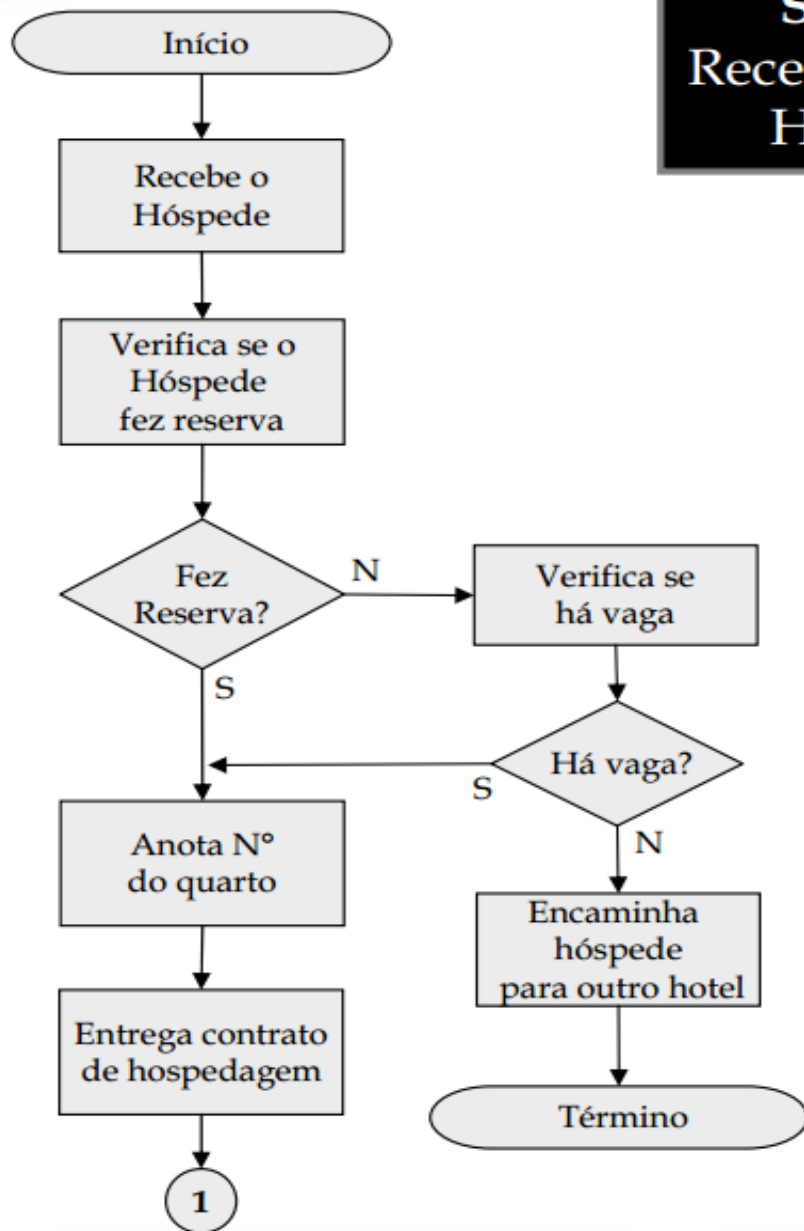 Início
Recebe o
Hóspede
Verifica se o
Hóspede
fez reserva
Fez
Reserva?
N
S
Verifica se
há vaga
Há vaga?
S
N
Anota N°
do quarto
Encaminha
hóspede
para outro hotel
Entrega contrato
de hospedagem
Término
1